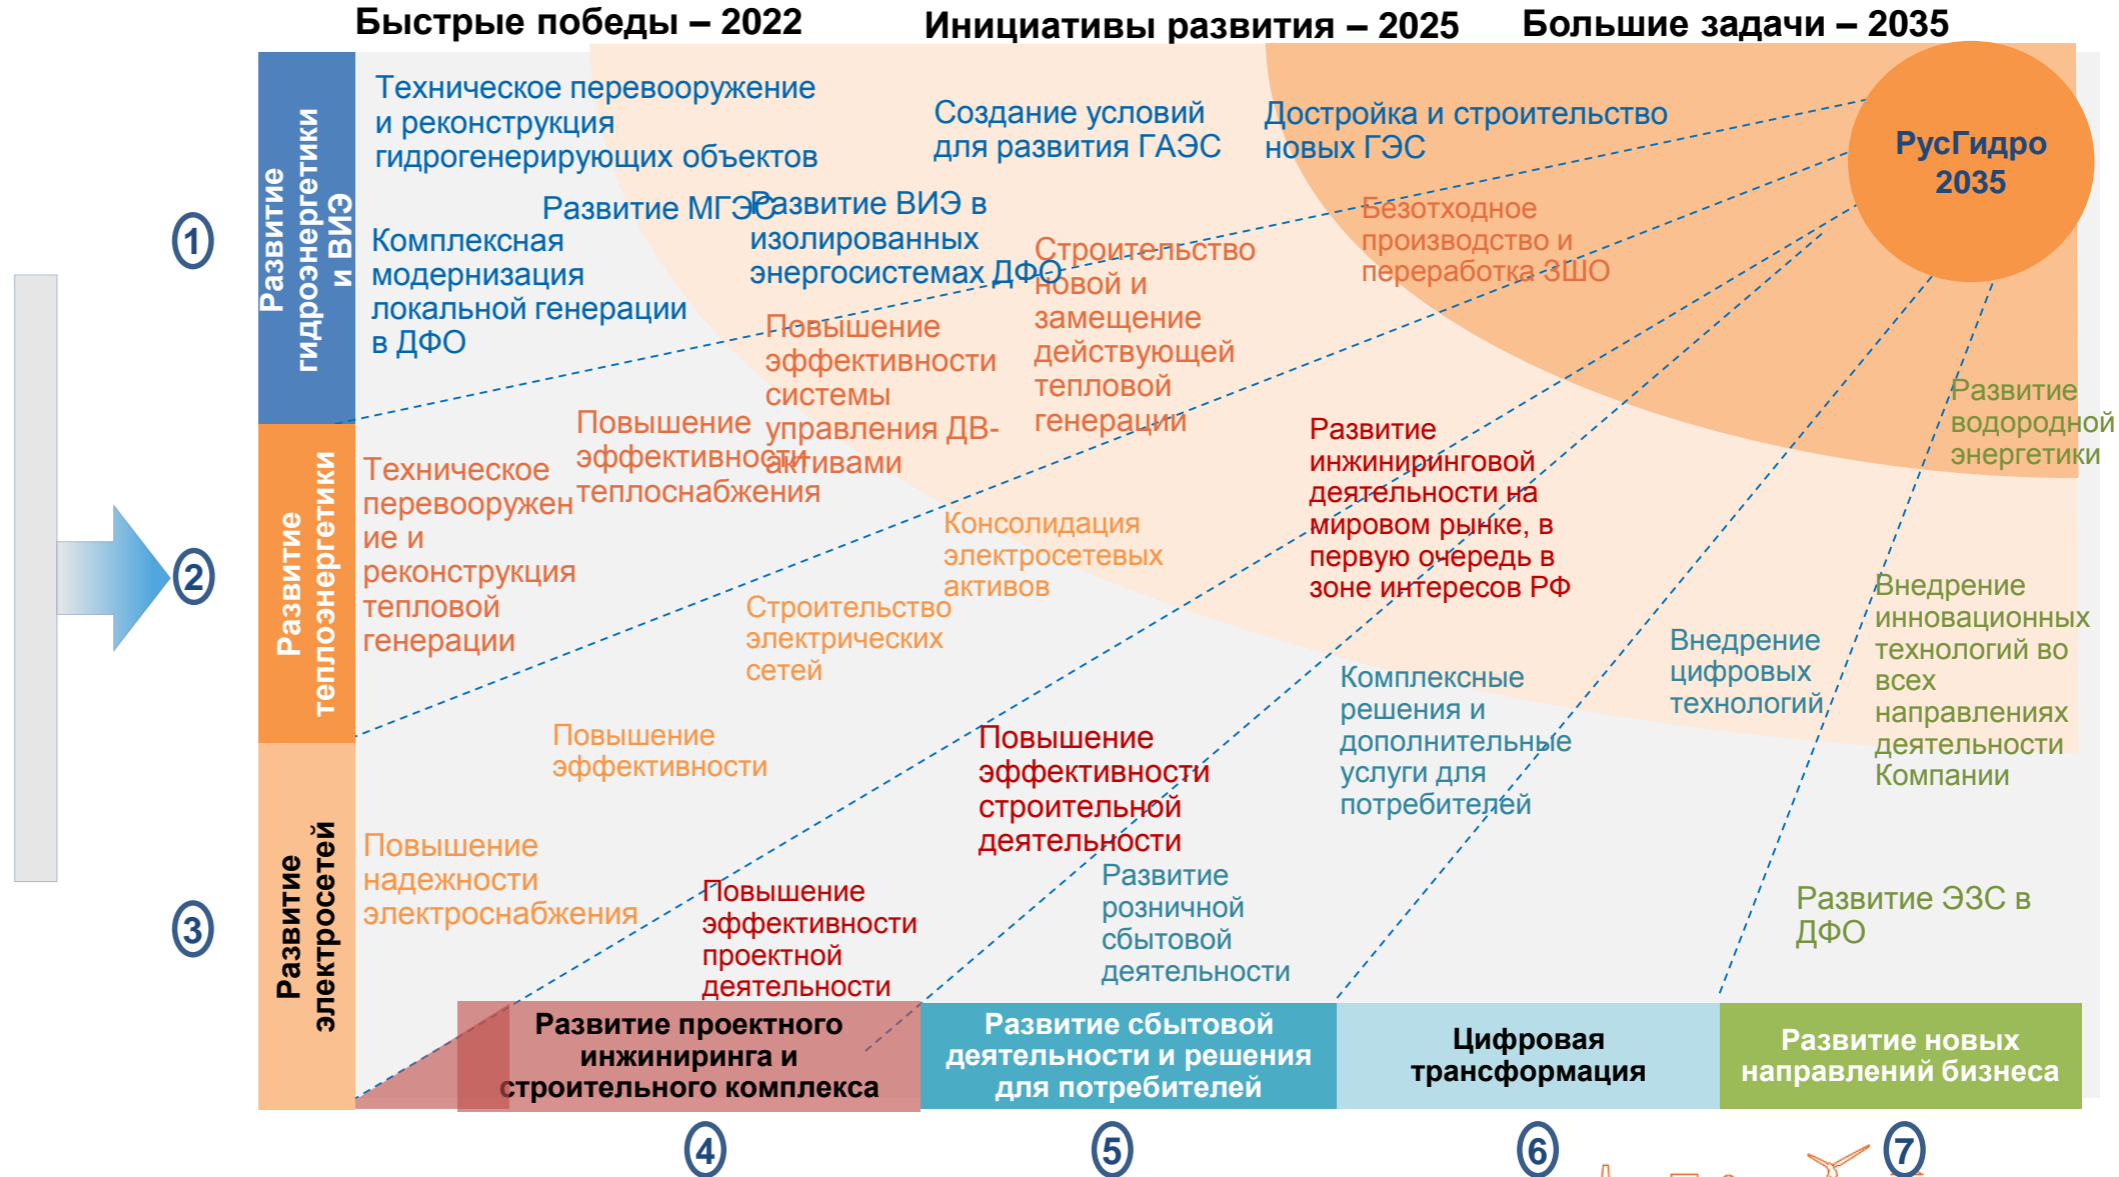 Быстрые победы – 2022
Инициативы развития – 2025
Большие задачи – 2035
РусГидро
2035
1
Развитие
гидроэнергетики
и ВИЭ
Техническое перевооружение
и реконструкция
гидрогенерирующих объектов
Развитие МГЭС
Комплексная
модернизация
локальной генерации
в ДФО
Развитие ВИЭ в
изолированных
энергосистемах ДФО
Создание условий
для развития ГАЭС
Достройка и строительство
новых ГЭС
2
Развитие
теплоэнергетики
Техническое
перевооружен
ие и
реконструкция
тепловой
генерации
Повышение
эффективности
теплоснабжения
Повышение
эффективности
системы
управления ДВ-
активами
Строительство
новой и
замещение
действующей
тепловой
генерации
Безотходное
производство и
переработка ЗШО
3
Развитие
электросетей
Повышение
надежности
электроснабжения
Повышение
эффективности
Строительство
электрических
сетей
Консолидация
электросетевых
активов
Повышение
эффективности
проектной
деятельности
Повышение
эффективности
строительной
деятельности
Развитие
инжиниринговой
деятельности на
мировом рынке, в
первую очередь в
зоне интересов РФ
Развитие
розничной
сбытовой
деятельности
Комплексные
решения и
дополнительные
услуги для
потребителей
Внедрение
цифровых
технологий
Развитие
водородной
энергетики
Внедрение
инновационных
технологий во
всех
направлениях
деятельности
Компании
Развитие ЭЗС в
ДФО
Развитие проектного
инжиниринга и
строительного комплекса
Развитие сбытовой
деятельности и решения
для потребителей
Цифровая
трансформация
Развитие новых
направлений бизнеса
4
5
6
7